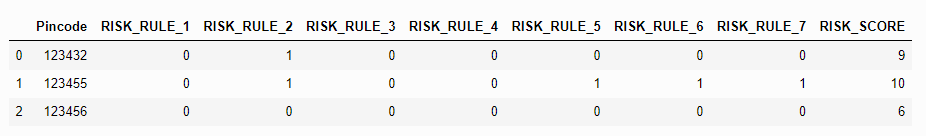 Pincode RISK_RULE_1 RISK_RULE_2 RISK_RULE_3 RISK_RULE_4 RISK_RULE_5 RISK_RULE_6 RISK_RULE_7 RISK_SCORE
0 123432 0 1 0 0 0 0 0 9
1 123455 0 1 0 0 1 1 1 10
2 123456 0 0 0 0 0 0 0 6